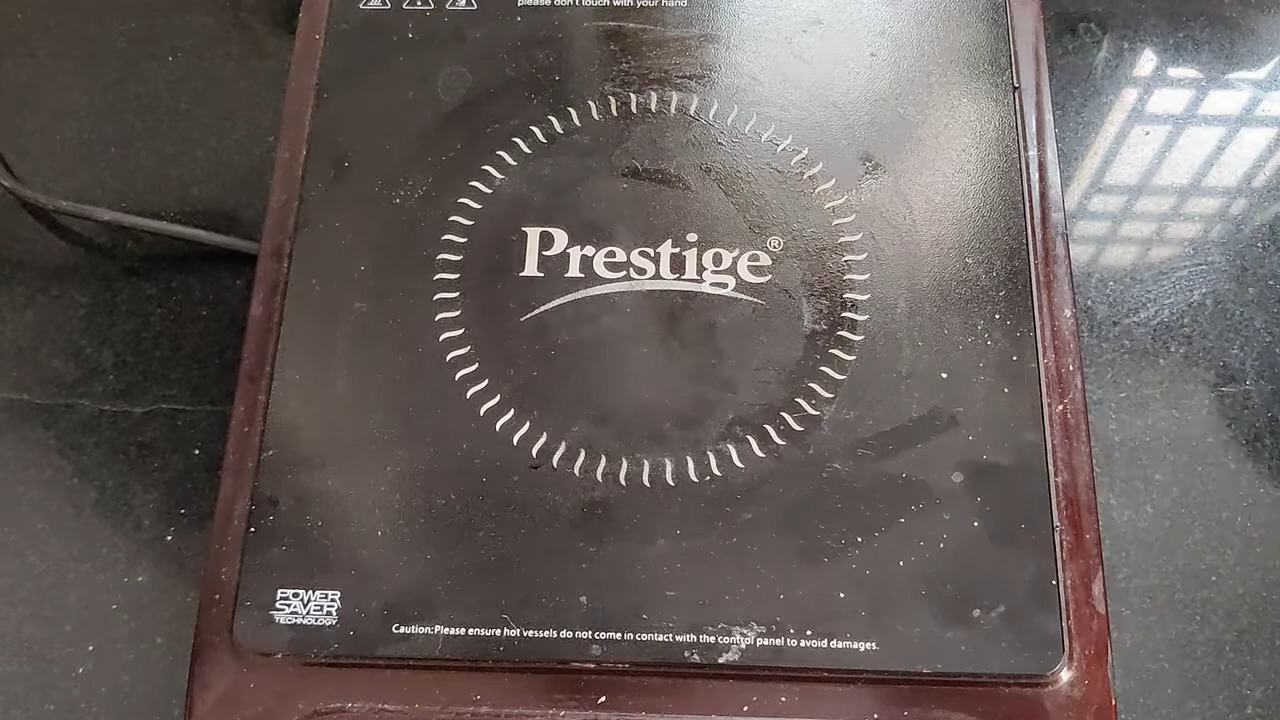 please don't touch with your hand
Prestige®
POWER
SAVER
TECHNOLOGY
Caution:Please ensure hot vessels do not come in contact with the control panel to avoid damages.